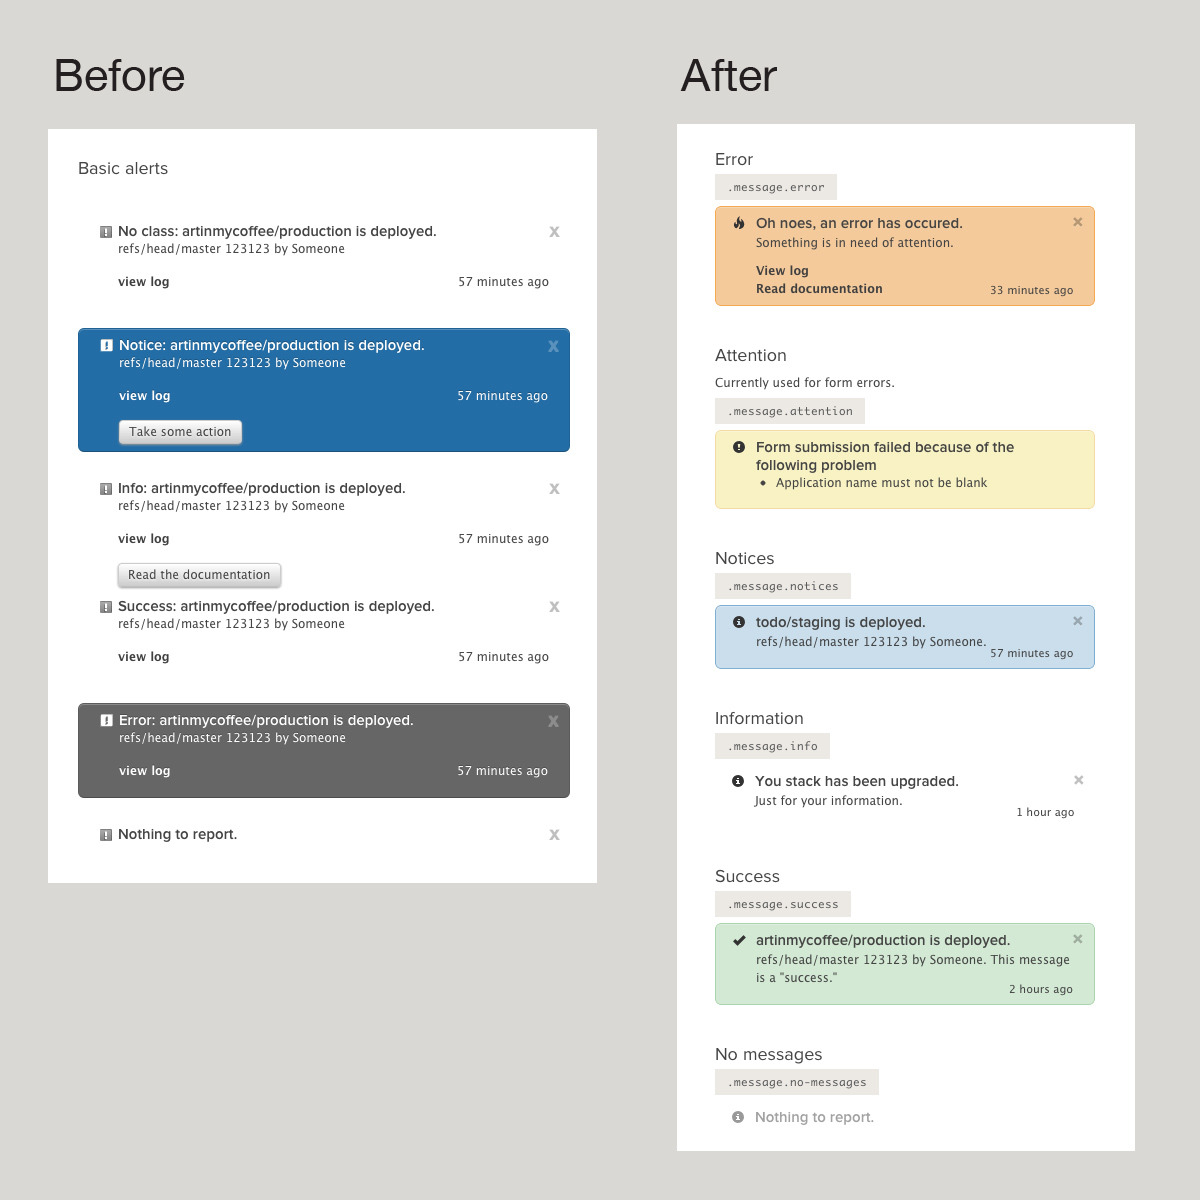 Before
Basic alerts
No class: artinmycoffee/production is deployed.
X
refs/head/master 123123 by Someone
view log
57 minutes ago
Notice: artinmycoffee/production is deployed.
X
refs/head/master 123123 by Someone
view log
57 minutes ago
Take some action
Info: artinmycoffee/production is deployed.
X
refs/head/master 123123 by Someone
view log
57 minutes ago
Read the documentation
Success: artinmycoffee/production is deployed.
X
refs/head/master 123123 by Someone
view log
57 minutes ago
Error: artinmycoffee/production is deployed.
X
refs/head/master 123123 by Someone
view log
57 minutes ago
Nothing to report.
X
After
Error
.message.error
Oh noes, an error has occured.
×
Something is in need of attention.
View log
Read documentation
33 minutes ago
Attention
Currently used for form errors.
.message.attention
Form submission failed because of the
following problem
• Application name must not be blank
Notices
.message.notices
todo/staging is deployed.
×
refs/head/master 123123 by Someone.
57 minutes ago
Information
.message.info
You stack has been upgraded.
×
Just for your information.
1 hour ago
Success
.message.success
artinmycoffee/production is deployed.
×
refs/head/master 123123 by Someone. This message
is a "success."
2 hours ago
No messages
.message.no-messages
Nothing to report.